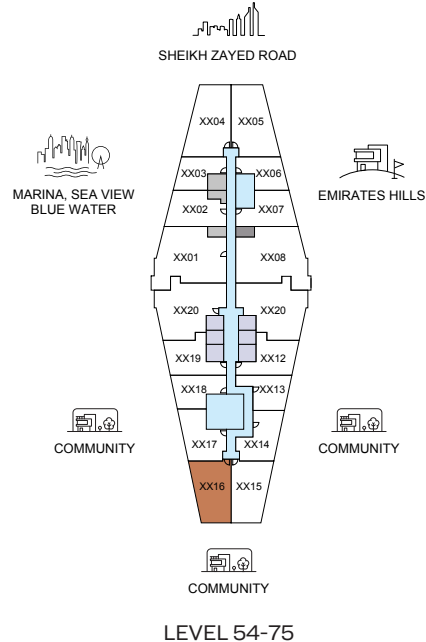 SHEIKH ZAYED ROAD
XX04
XX05
XX03
XX06
MARINA, SEA VIEW
BLUE WATER
EMIRATES HILLS
XX02
XX07
XX01
XX08
XX20
XX20
XX19
XX12
XX18
XX13
COMMUNITY
COMMUNITY
XX17
XX14
XX16
XX15
COMMUNITY
LEVEL 54-75